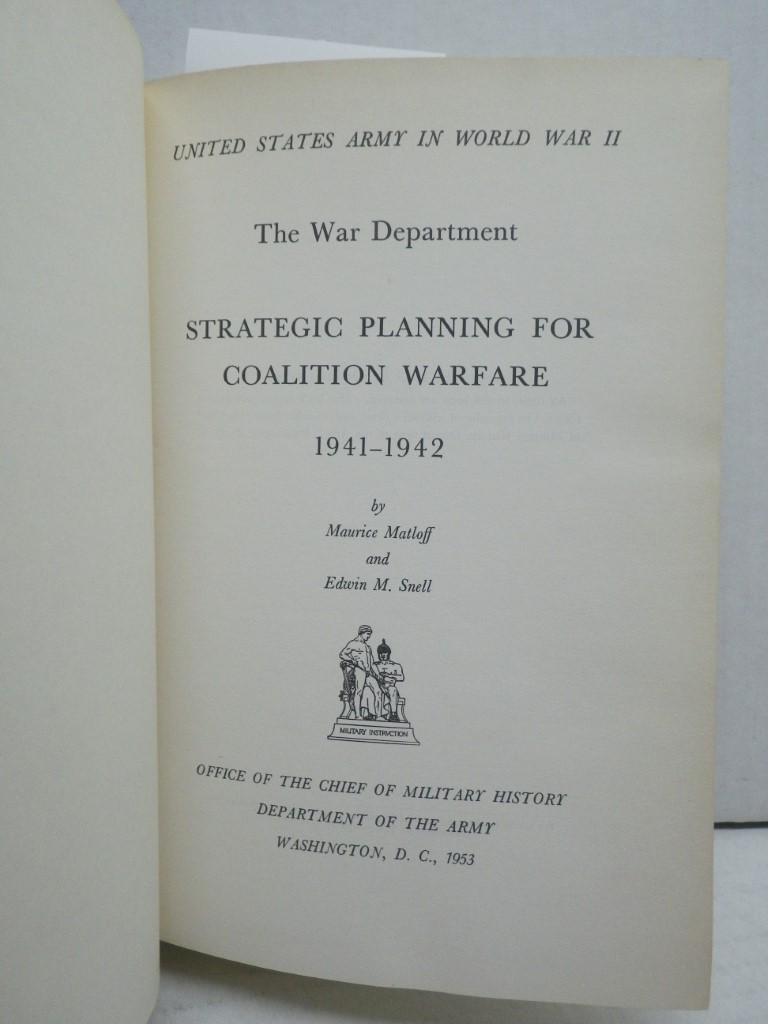 UNITED STATES ARMY IN WORLD WAR II
The War Department
STRATEGIC PLANNING FOR
COALITION WARFARE
1941–1942
by
Maurice Matloff
and
Edwin M. Snell
MILITARY INSTRVCTION
OFFICE OF THE CHIEF OF MILITARY HISTORY
DEPARTMENT OF THE ARMY
WASHINGTON, D. C., 1953